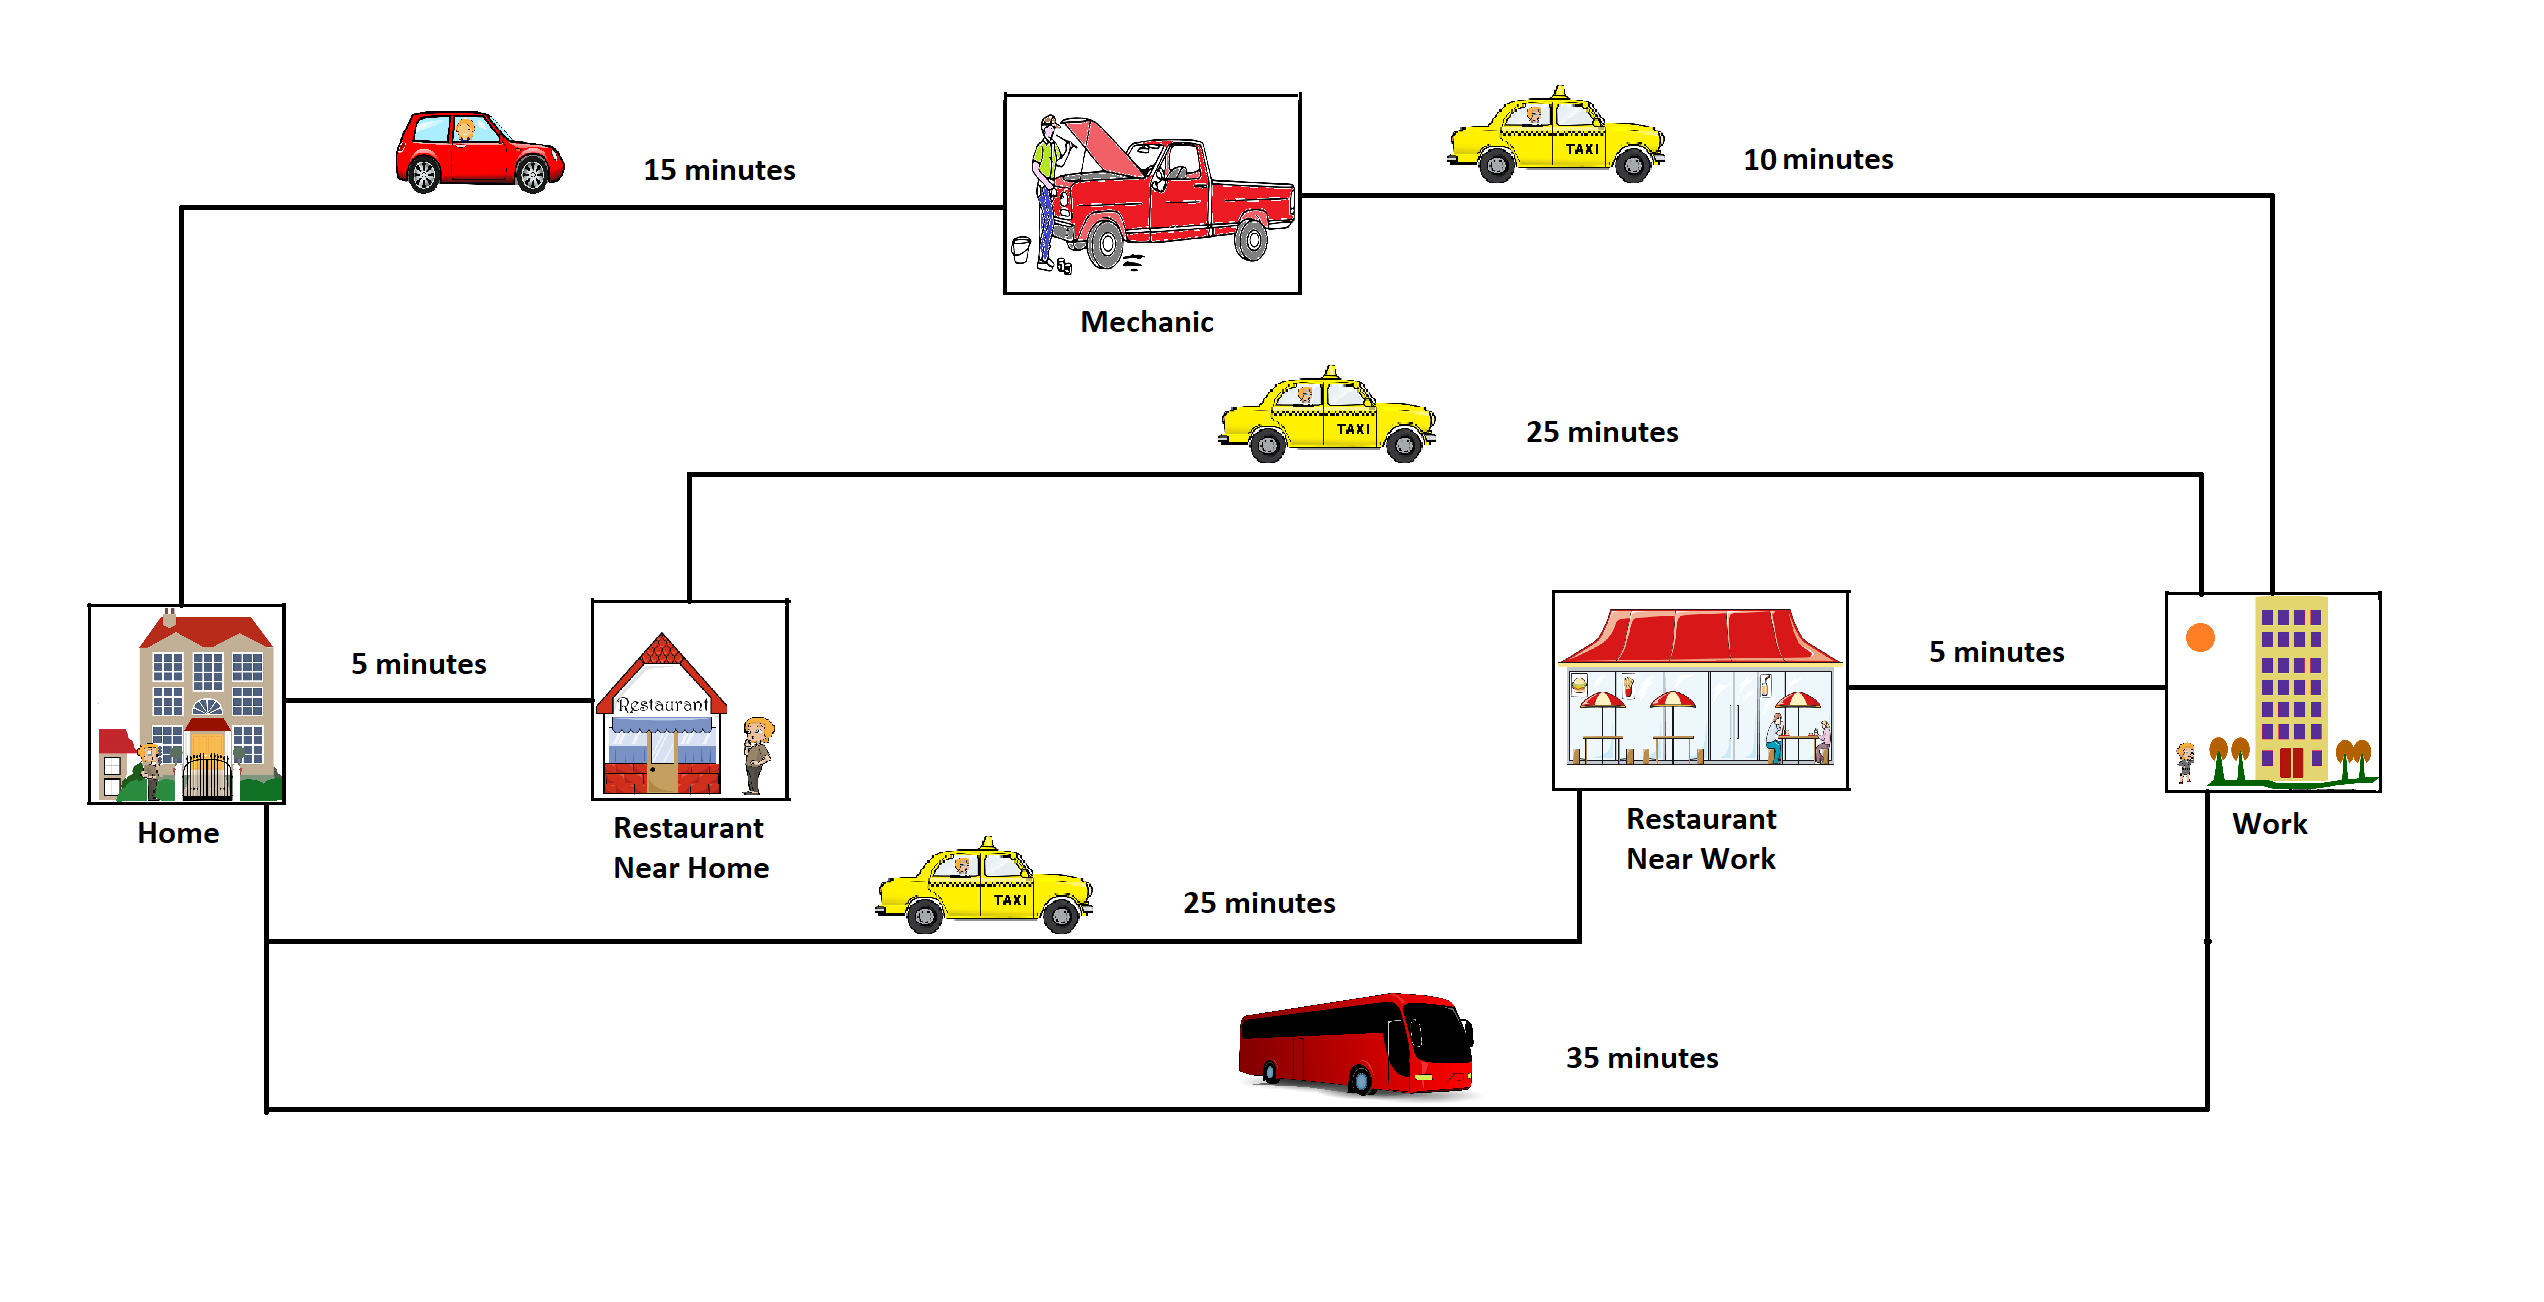 15 minutes
TAXI
10 minutes
Mechanic
TAXI
25 minutes
5 minutes
Restaurant
5 minutes
Home
Restaurant
Near Home
Restaurant
Near Work
Work
TAXI
25 minutes
35 minutes